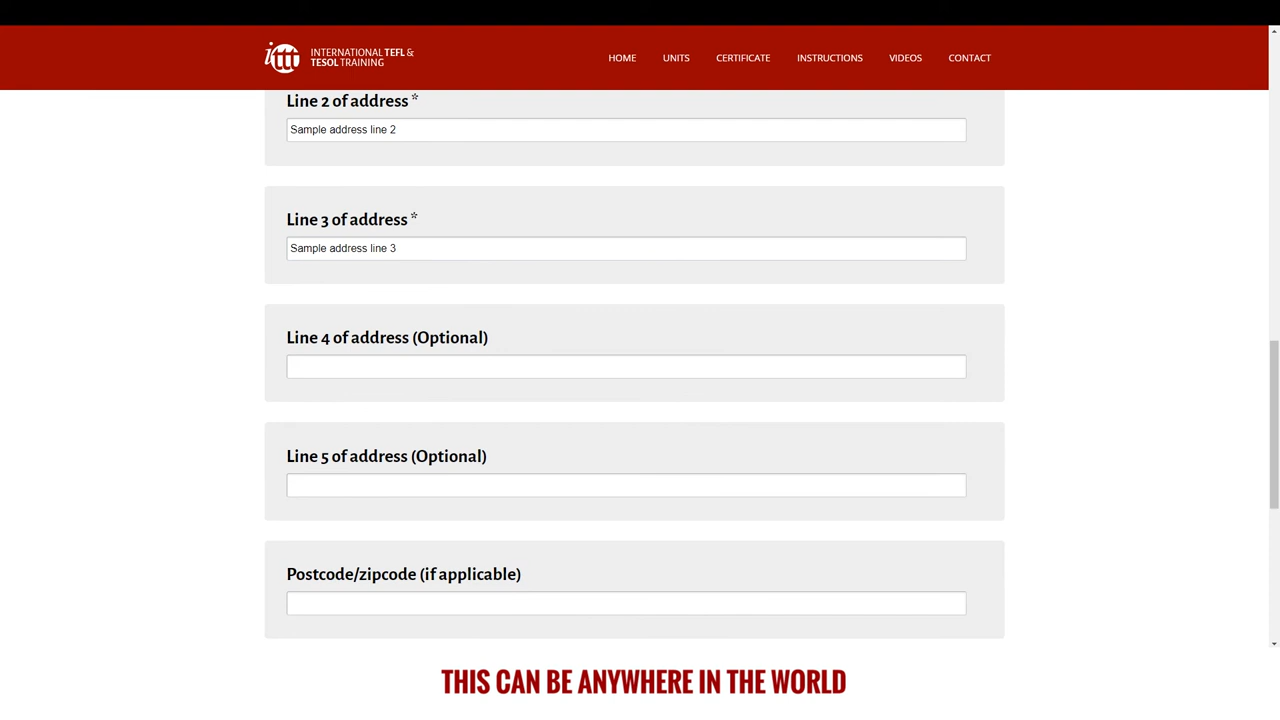 ittt
INTERNATIONAL TEFL &
TESOL TRAINING
HOME UNITS CERTIFICATE INSTRUCTIONS VIDEOS CONTACT
Line 2 of address *
Sample address line 2
Line 3 of address *
Sample address line 3
Line 4 of address (Optional)
Line 5 of address (Optional)
Postcode/zipcode (if applicable)
THIS CAN BE ANYWHERE IN THE WORLD